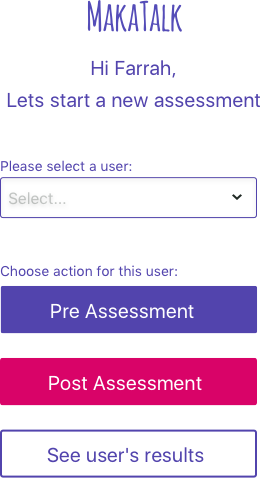 MAKATALK
Hi Farrah,
Lets start a new assessment
Please select a user:
Select...
Choose action for this user:
Pre Assessment
Post Assessment
See user's results